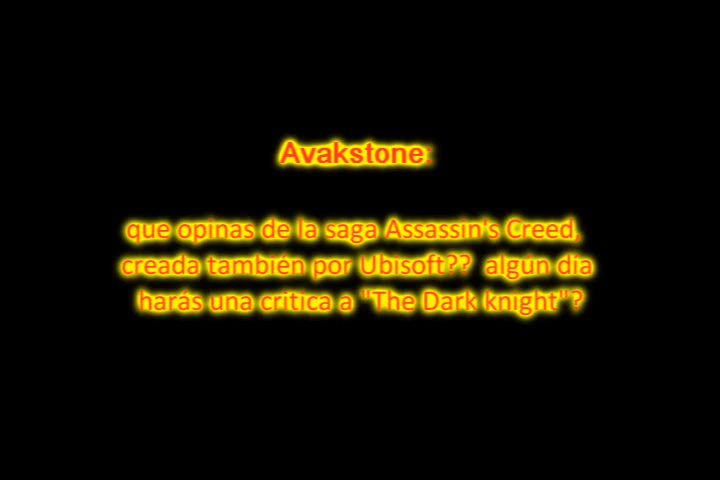 Avakstone:
que opinas de la saga Assassin's Creed,
creada también por Ubisoft?? algún día
harás una critica a "The Dark knight"?